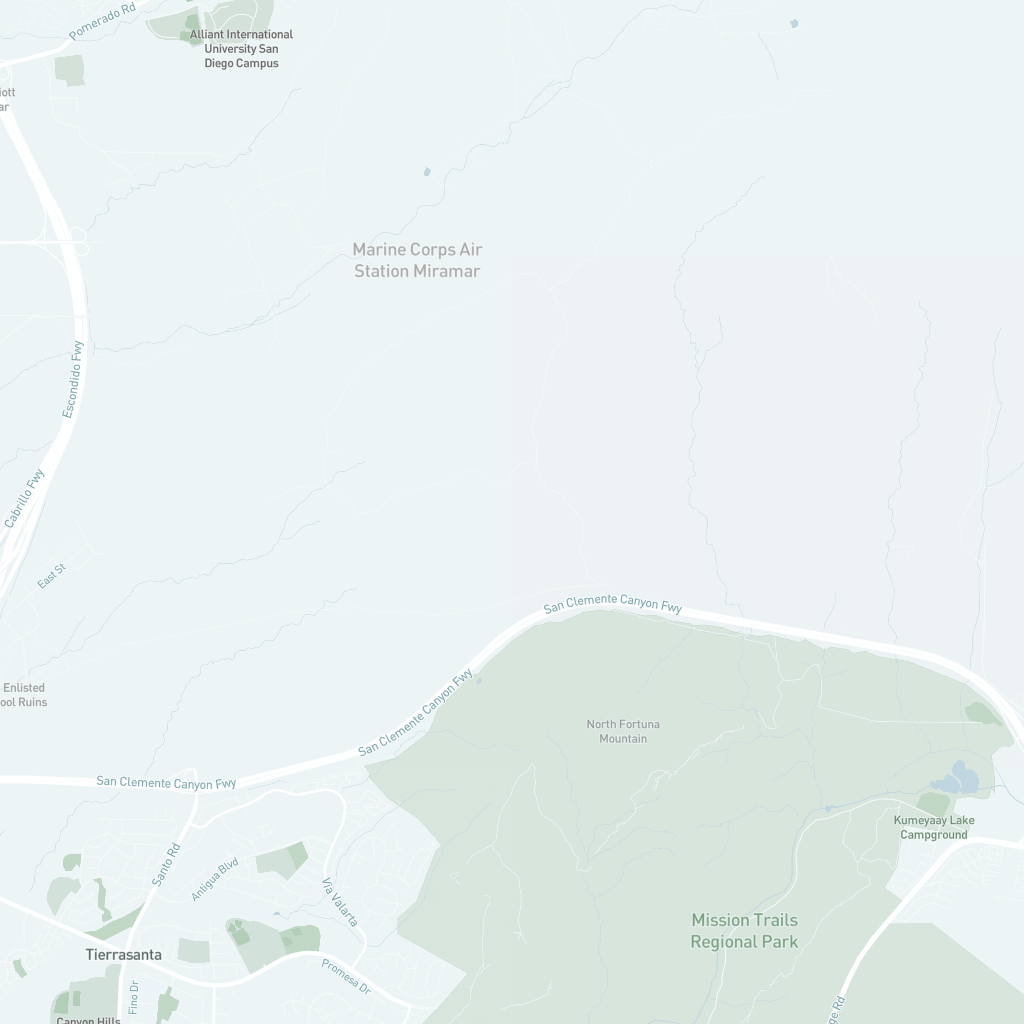 Pomerado Rd
Alliant International
University San
Diego Campus
Marine Corps Air
Station Miramar
Escondido Fwy
Cabrillo Fwy
East St
San Clemente Canyon Fwy
Enlisted
Ruins
San Clemente Canyon Fwy
North Fortuna
Mountain
San Clemente Canyon Fwy
Kumeyaay Lake
Campground
Santo Rd
Antigua Blvd
Via Valarta
Mission Trails
Regional Park
Tierrasanta
Promesa Dr
Fino Dr
Rd
Canyon Hills